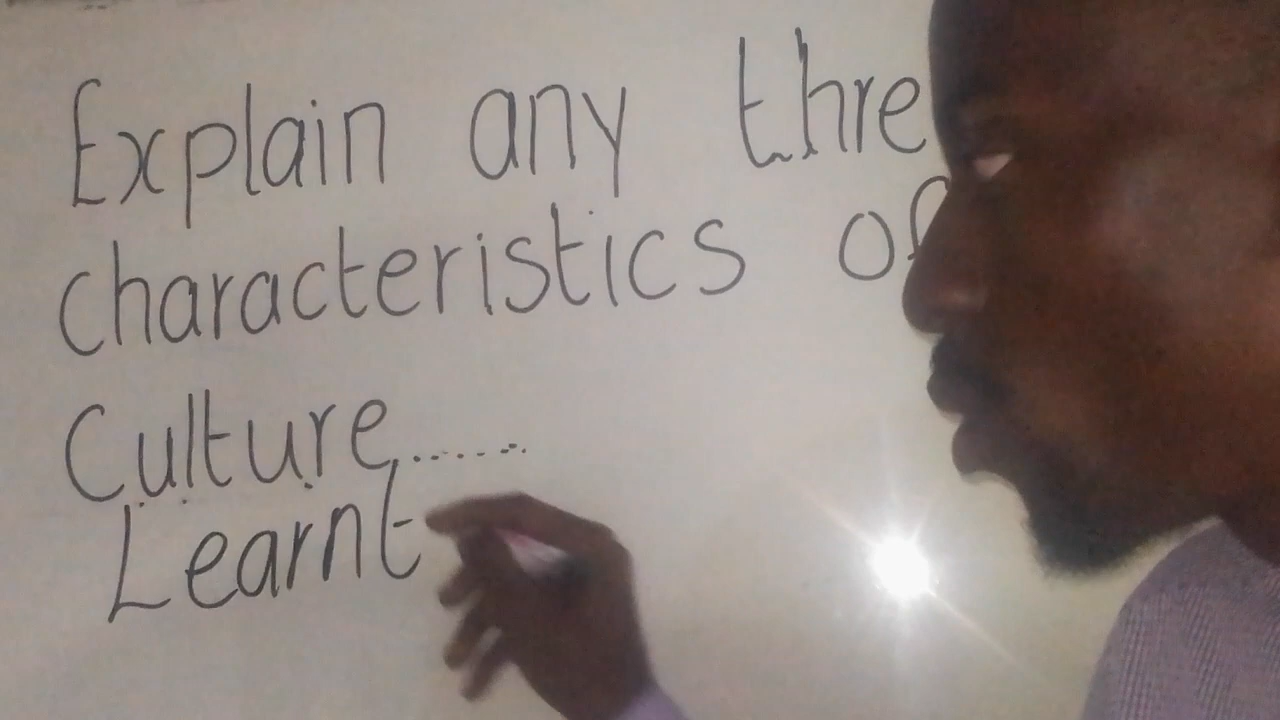 Explain any thre
characteristics of
Culture......
Learnt